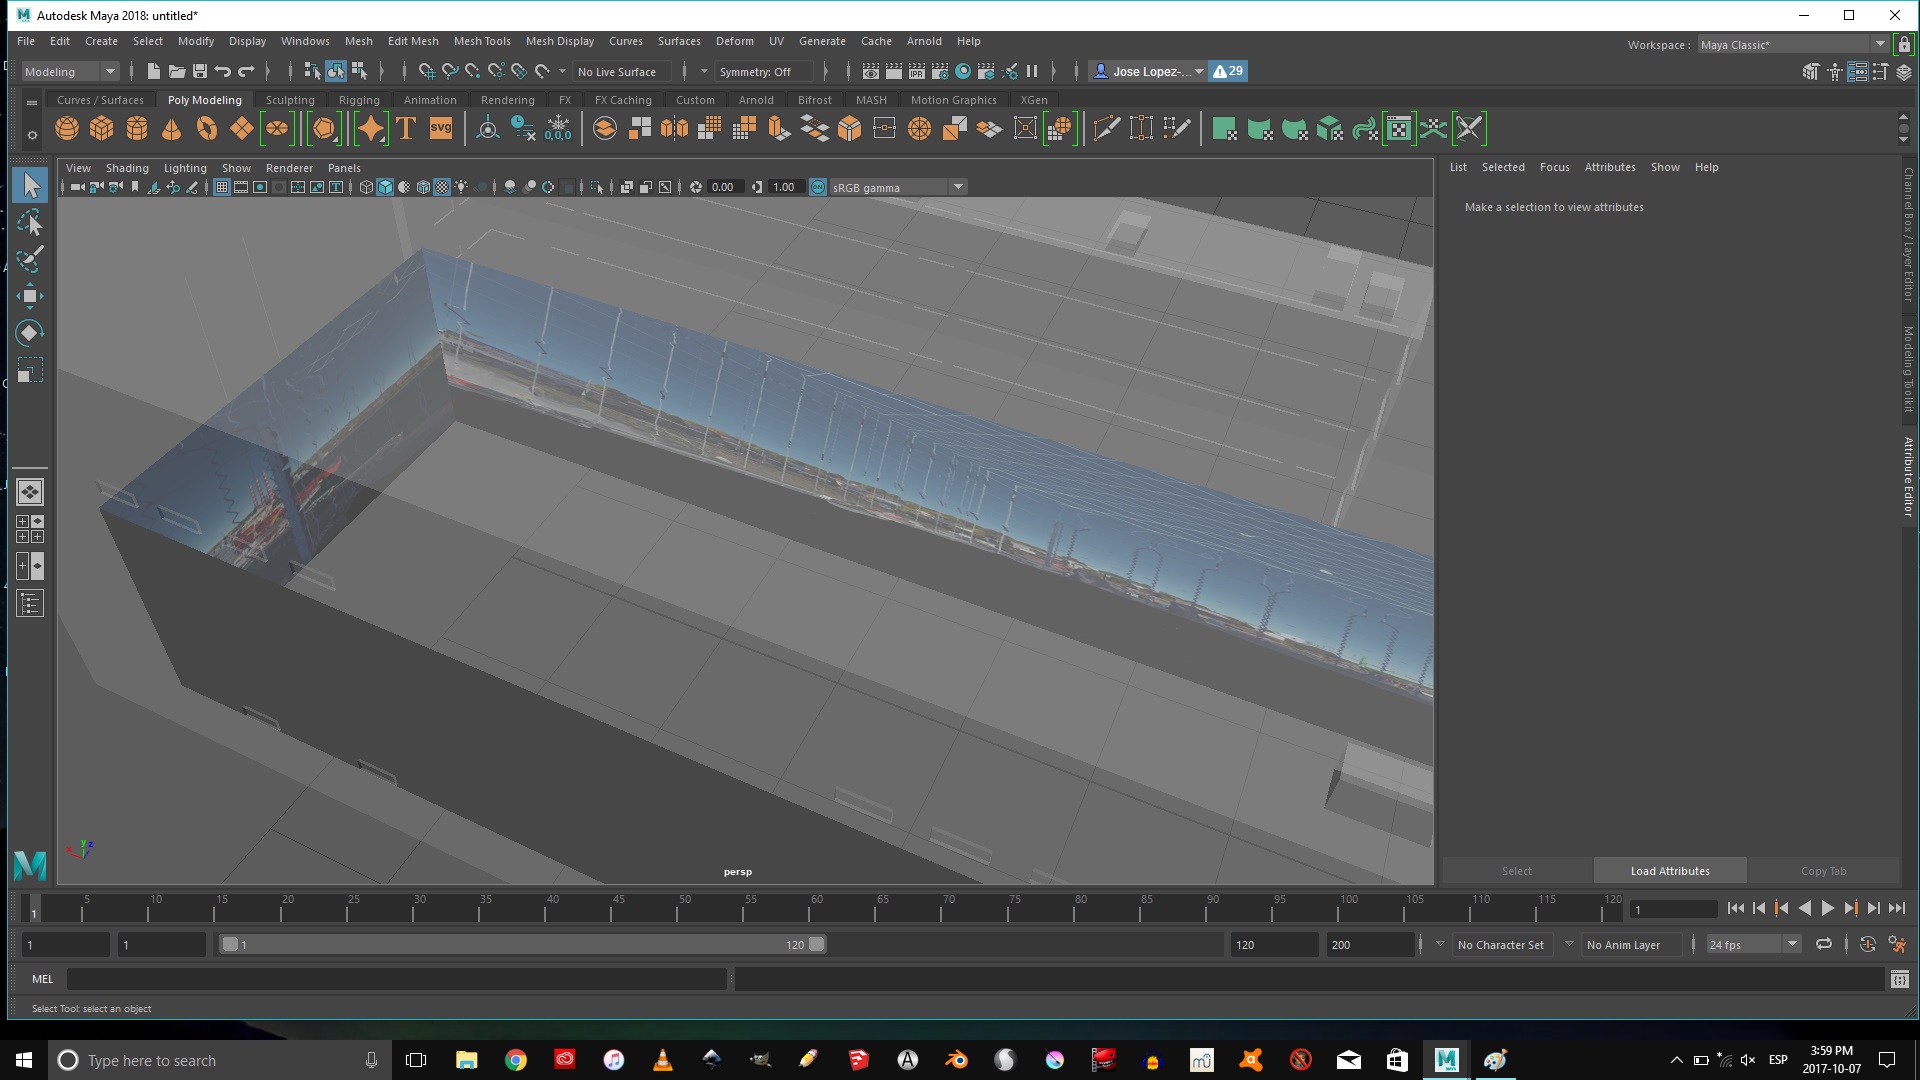 Autodesk Maya 2018: untitled*
File Edit Create Select Modify Display Windows Mesh Edit Mesh Mesh Tools Mesh Display Curves Surfaces Deform UV Generate Cache Arnold Help
Workspace : Maya Classic*
Modeling No Live Surface Symmetry: Off Jose Lopez-... 29
Curves / Surfaces Poly Modeling Sculpting Rigging Animation Rendering FX FX Caching Custom Arnold Bifrost MASH Motion Graphics XGen
View Shading Lighting Show Renderer Panels
0.00 1.00 ON sRGB gamma
List Selected Focus Attributes Show Help
Make a selection to view attributes
Channel Box / Layer Editor
Modeling Toolkit
Attribute Editor
persp
Select Load Attributes Copy Tab
5 10 15 20 25 30 35 40 45 50 55 60 65 70 75 80 85 90 95 100 105 110 115 120
1 1
1 1 1 120 120 200 No Character Set No Anim Layer 24 fps
MEL
Select Tool: select an object
Type here to search
ESP
3:59 PM
2017-10-07